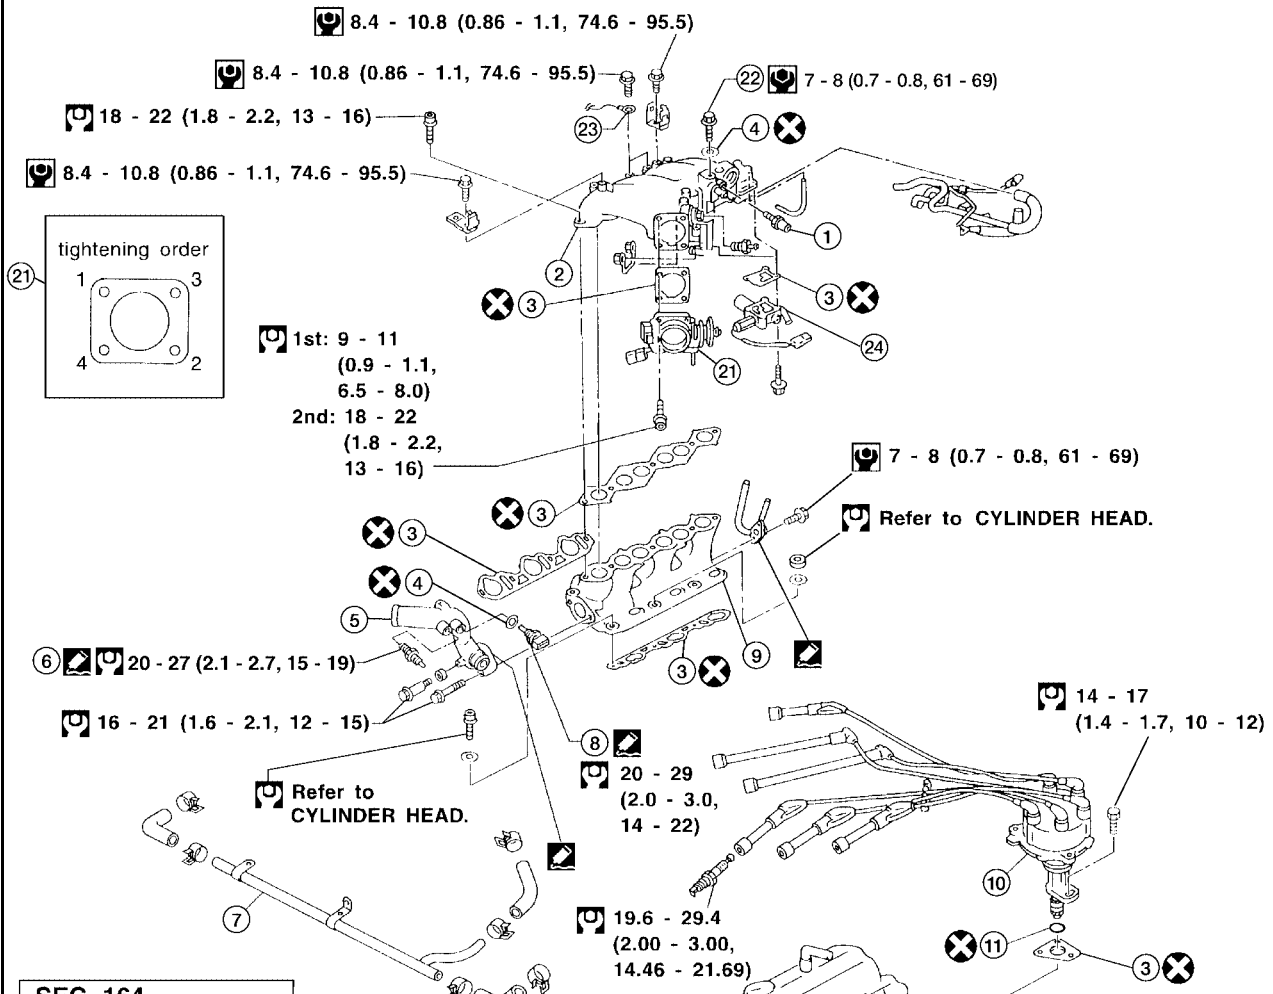 8.4 - 10.8 (0.86 - 1.1, 74.6 - 95.5)
8.4 - 10.8 (0.86 - 1.1, 74.6 - 95.5)
22 7 - 8 (0.7 - 0.8, 61 - 69)
18 - 22 (1.8 - 2.2, 13 - 16)
23
4
8.4 - 10.8 (0.86 - 1.1, 74.6 - 95.5)
1
tightening order
21
1 3
4 2
2
3
3
24
21
1st: 9 - 11
(0.9 - 1.1,
6.5 - 8.0)
2nd: 18 - 22
(1.8 - 2.2,
13 - 16)
7 - 8 (0.7 - 0.8, 61 - 69)
3
Refer to CYLINDER HEAD.
3
4
5
6 20 - 27 (2.1 - 2.7, 15 - 19)
9
3
16 - 21 (1.6 - 2.1, 12 - 15)
14 - 17
(1.4 - 1.7, 10 - 12)
8
20 - 29
(2.0 - 3.0,
14 - 22)
Refer to
CYLINDER HEAD.
10
7
19.6 - 29.4
(2.00 - 3.00,
14.46 - 21.69)
11
3